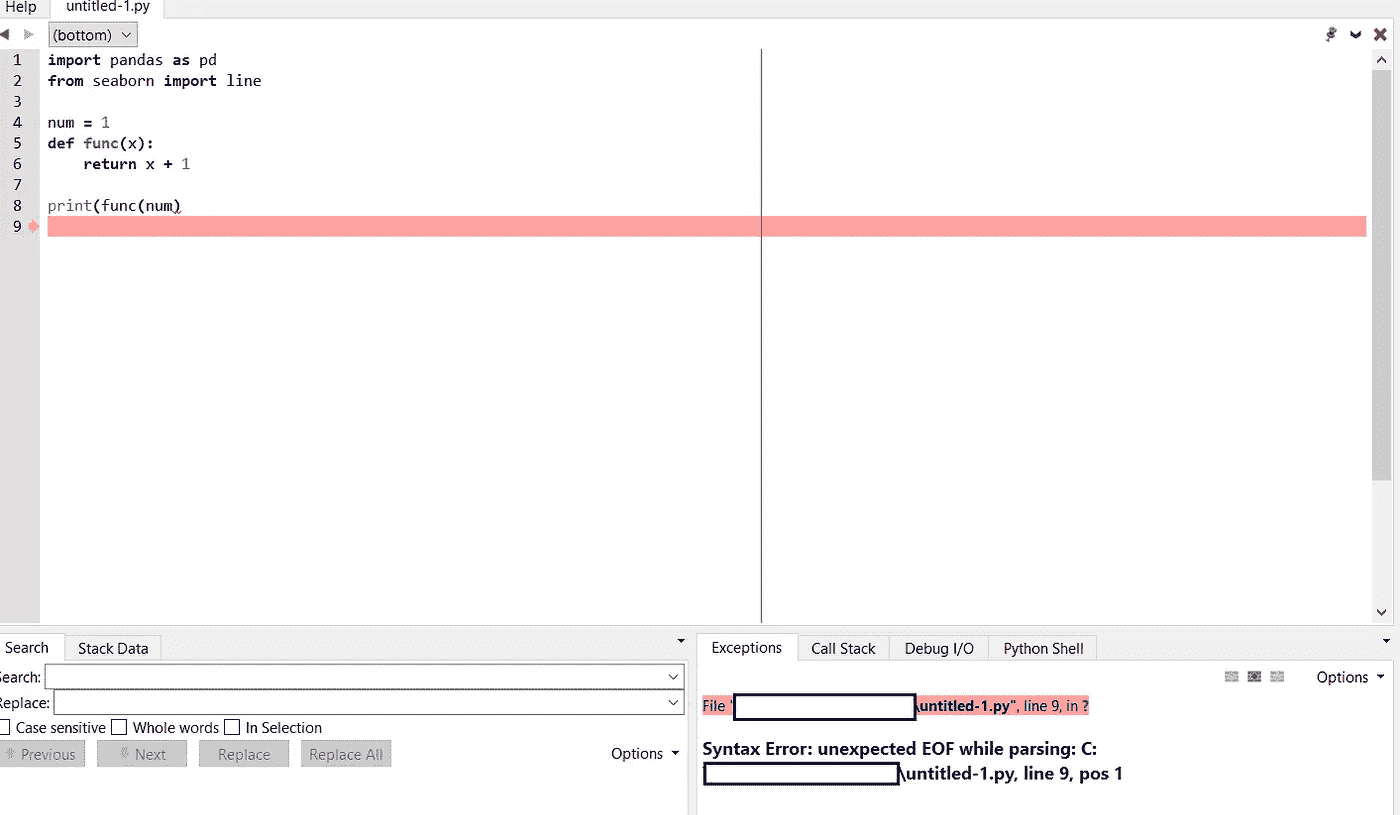 Help untitled-1.py
(bottom)
1 import pandas as pd
2 from seaborn import line
3
4 num = 1
5 def func(x):
6 return x + 1
7
8 print(func(num)
9
Search Stack Data
earch:
Replace:
Case sensitive Whole words In Selection
Previous Next Replace Replace All Options
Exceptions Call Stack Debug I/O Python Shell
Options
File " \untitled-1.py", line 9, in ?
Syntax Error: unexpected EOF while parsing: C:
\untitled-1.py, line 9, pos 1